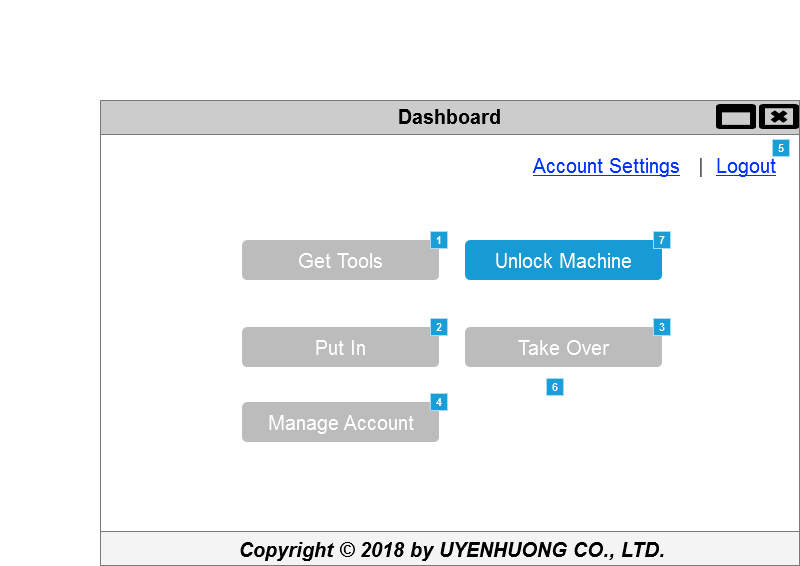 Dashboard
5
Account Settings | Logout
1
7
Get Tools
Unlock Machine
2
3
Put In
Take Over
6
4
Manage Account
Copyright © 2018 by UYENHUONG CO., LTD.